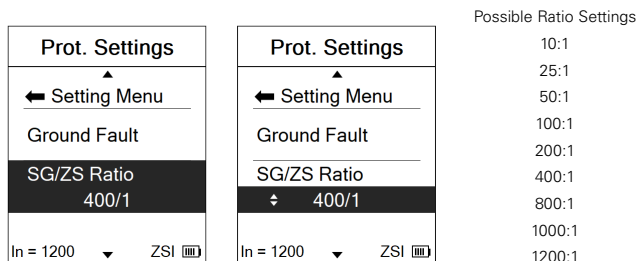 Prot. Settings
Setting Menu
Ground Fault
SG/ZS Ratio
400/1
In = 1200 ZSI
Prot. Settings
Setting Menu
Ground Fault
SG/ZS Ratio
400/1
In = 1200 ZSI
Possible Ratio Settings
10:1
25:1
50:1
100:1
200:1
400:1
800:1
1000:1
1200:1